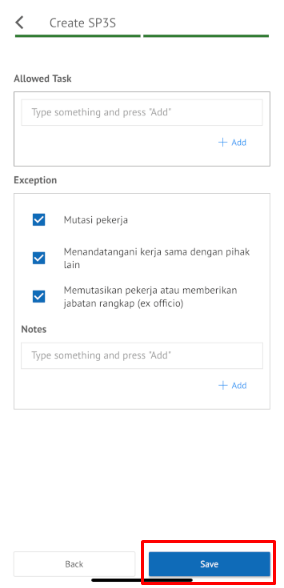 Create SP3S
Allowed Task
Type something and press "Add"
+ Add
Exception
Mutasi pekerja
Menandatangani kerja sama dengan pihak
lain
Memutasikan pekerja atau memberikan
jabatan rangkap (ex officio)
Notes
Type something and press "Add"
+ Add
Back
Save